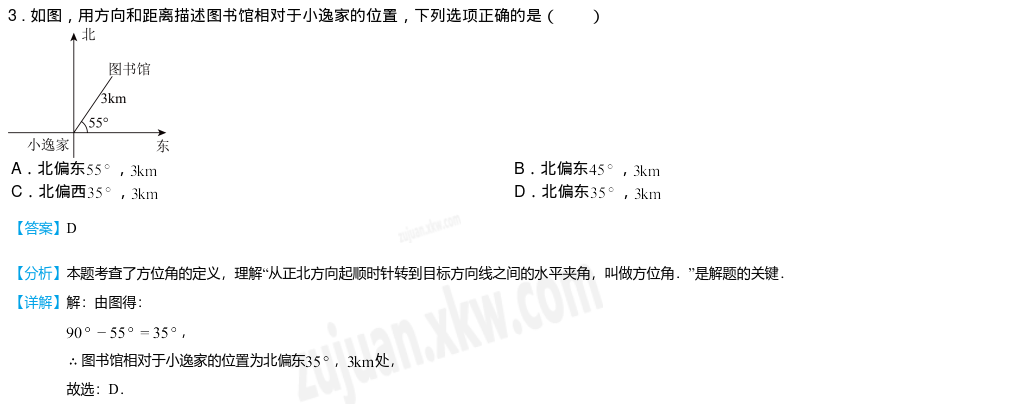 3．如图，用方向和距离描述图书馆相对于小逸家的位置，下列选项正确的是（　　）
北
图书馆
3km
55°
小逸家
东
A．北偏东55°，3km
B．北偏东45°，3km
C．北偏西35°，3km
D．北偏东35°，3km
【答案】D
zujuan.xkw.com
【分析】本题考查了方位角的定义，理解“从正北方向起顺时针转到目标方向线之间的水平夹角，叫做方位角．”是解题的关键．
【详解】解：由图得：
90°－55°＝35°，
∴图书馆相对于小逸家的位置为北偏东35°，3km处，
故选：D．
zujuan.xkw.com